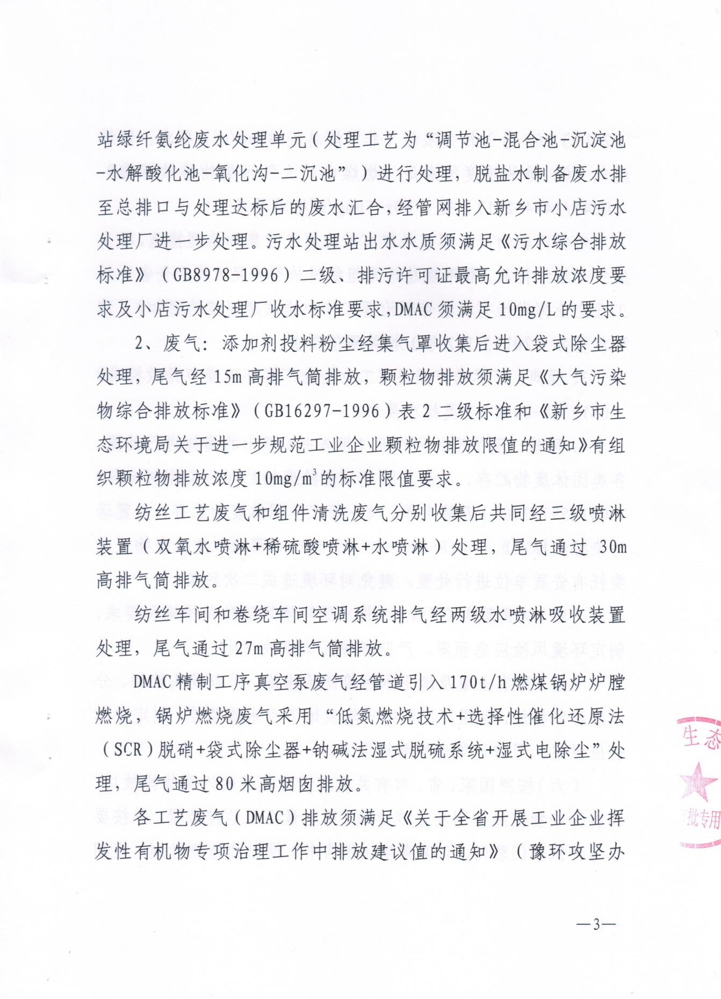 站绿纤氨纶废水处理单元（处理工艺为“调节池-混合池-沉淀池
-水解酸化池-氧化沟-二沉池”）进行处理，脱盐水制备废水排
至总排口与处理达标后的废水汇合，经管网排入新乡市小店污水
处理厂进一步处理。污水处理站出水水质须满足《污水综合排放
标准》（GB8978-1996）二级、排污许可证最高允许排放浓度要
求及小店污水处理厂收水标准要求，DMAC须满足10mg/L的要求。
2、废气：添加剂投料粉尘经集气罩收集后进入袋式除尘器
处理，尾气经15m高排气筒排放，颗粒物排放须满足《大气污染
物综合排放标准》（GB16297-1996）表2二级标准和《新乡市生
态环境局关于进一步规范工业企业颗粒物排放限值的通知》有组
织颗粒物排放浓度10mg/m³的标准限值要求。
纺丝工艺废气和组件清洗废气分别收集后共同经三级喷淋
装置（双氧水喷淋+稀硫酸喷淋+水喷淋）处理，尾气通过30m
高排气筒排放。
纺丝车间和卷绕车间空调系统排气经两级水喷淋吸收装置
处理，尾气通过27m高排气筒排放。
DMAC精制工序真空泵废气经管道引入170t/h燃煤锅炉炉膛
燃烧，锅炉燃烧废气采用“低氮燃烧技术+选择性催化还原法
（SCR）脱硝+袋式除尘器+钠碱法湿式脱硫系统+湿式电除尘”处
理，尾气通过80米高烟囱排放。
各工艺废气（DMAC）排放须满足《关于全省开展工业企业挥
发性有机物专项治理工作中排放建议值的通知》（豫环攻坚办
—3—
生态
批专用